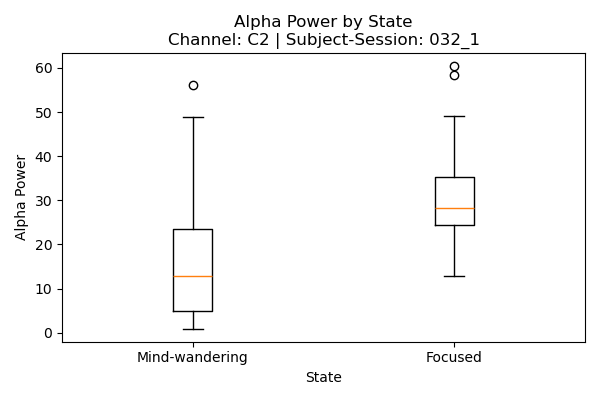 Alpha Power by State
Channel: C2 | Subject-Session: 032_1
Alpha Power
60
50
40
30
20
10
0
Mind-wandering
Focused
State